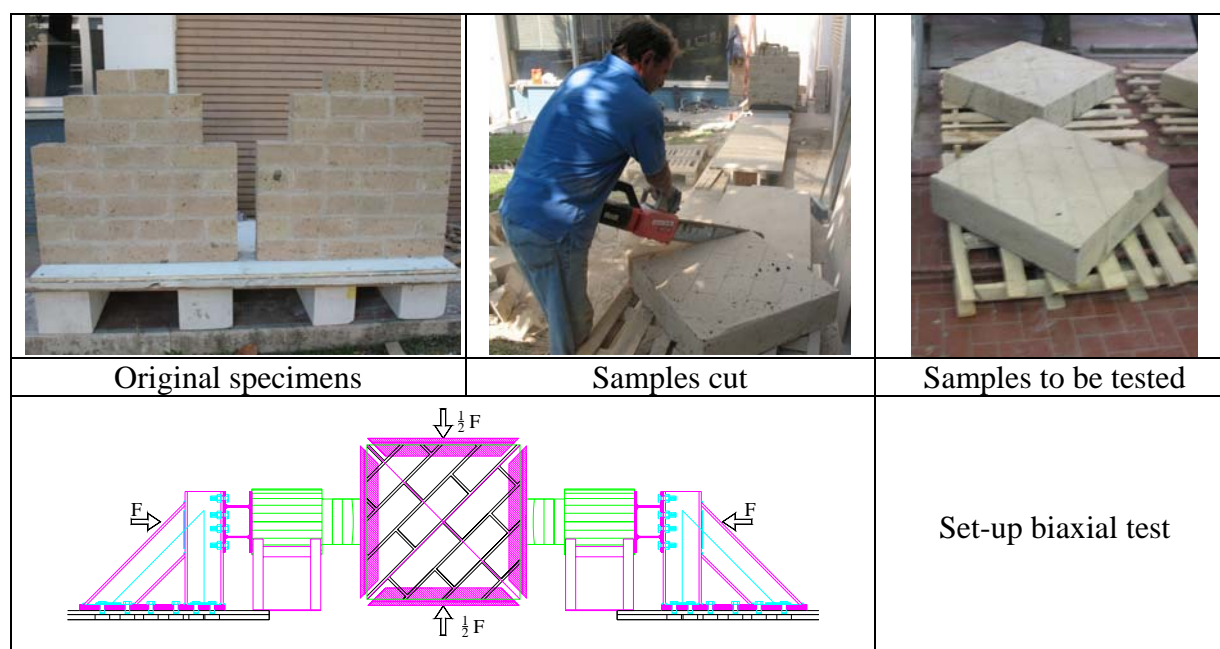 Original specimens
Samples cut
Samples to be tested
½ F
F
F
½ F
Set-up biaxial test